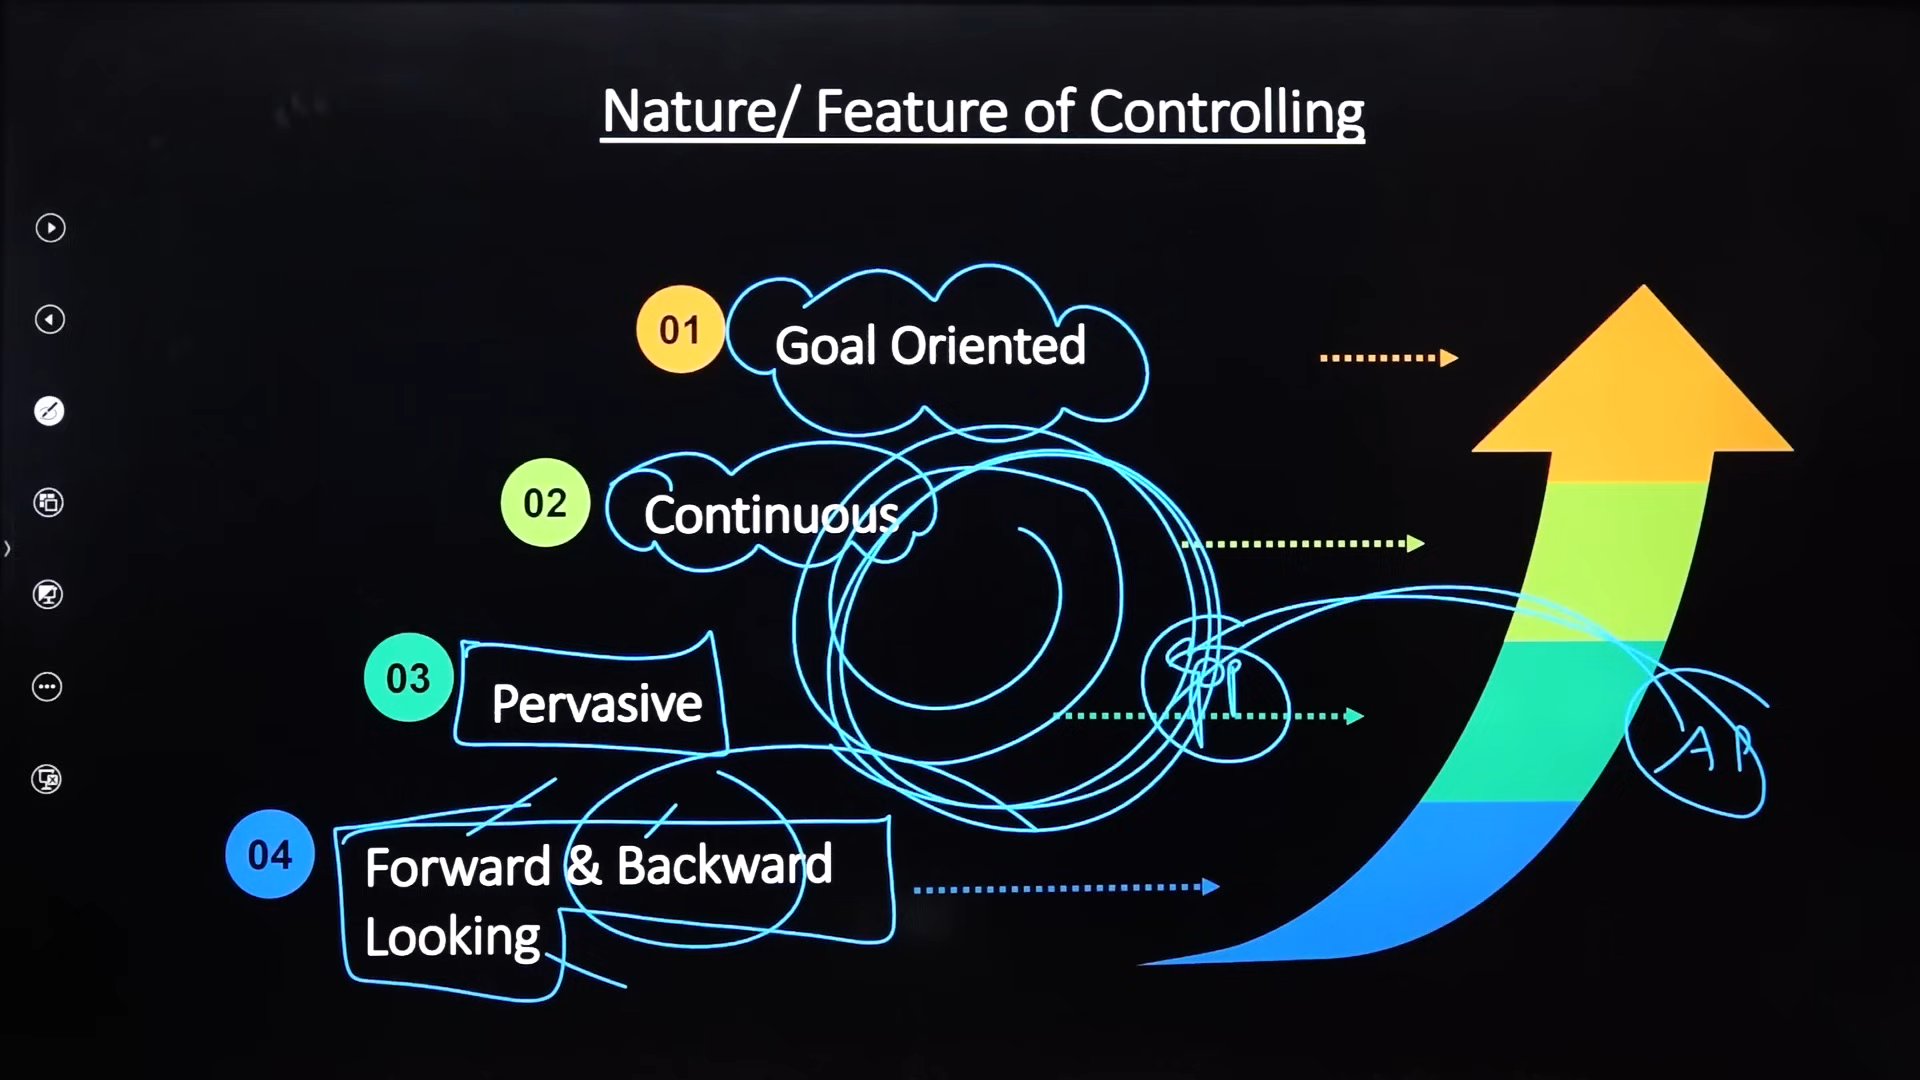 Nature/ Feature of Controlling
01
Goal Oriented
02
Continuous
03
Pervasive
04
Forward & Backward
Looking